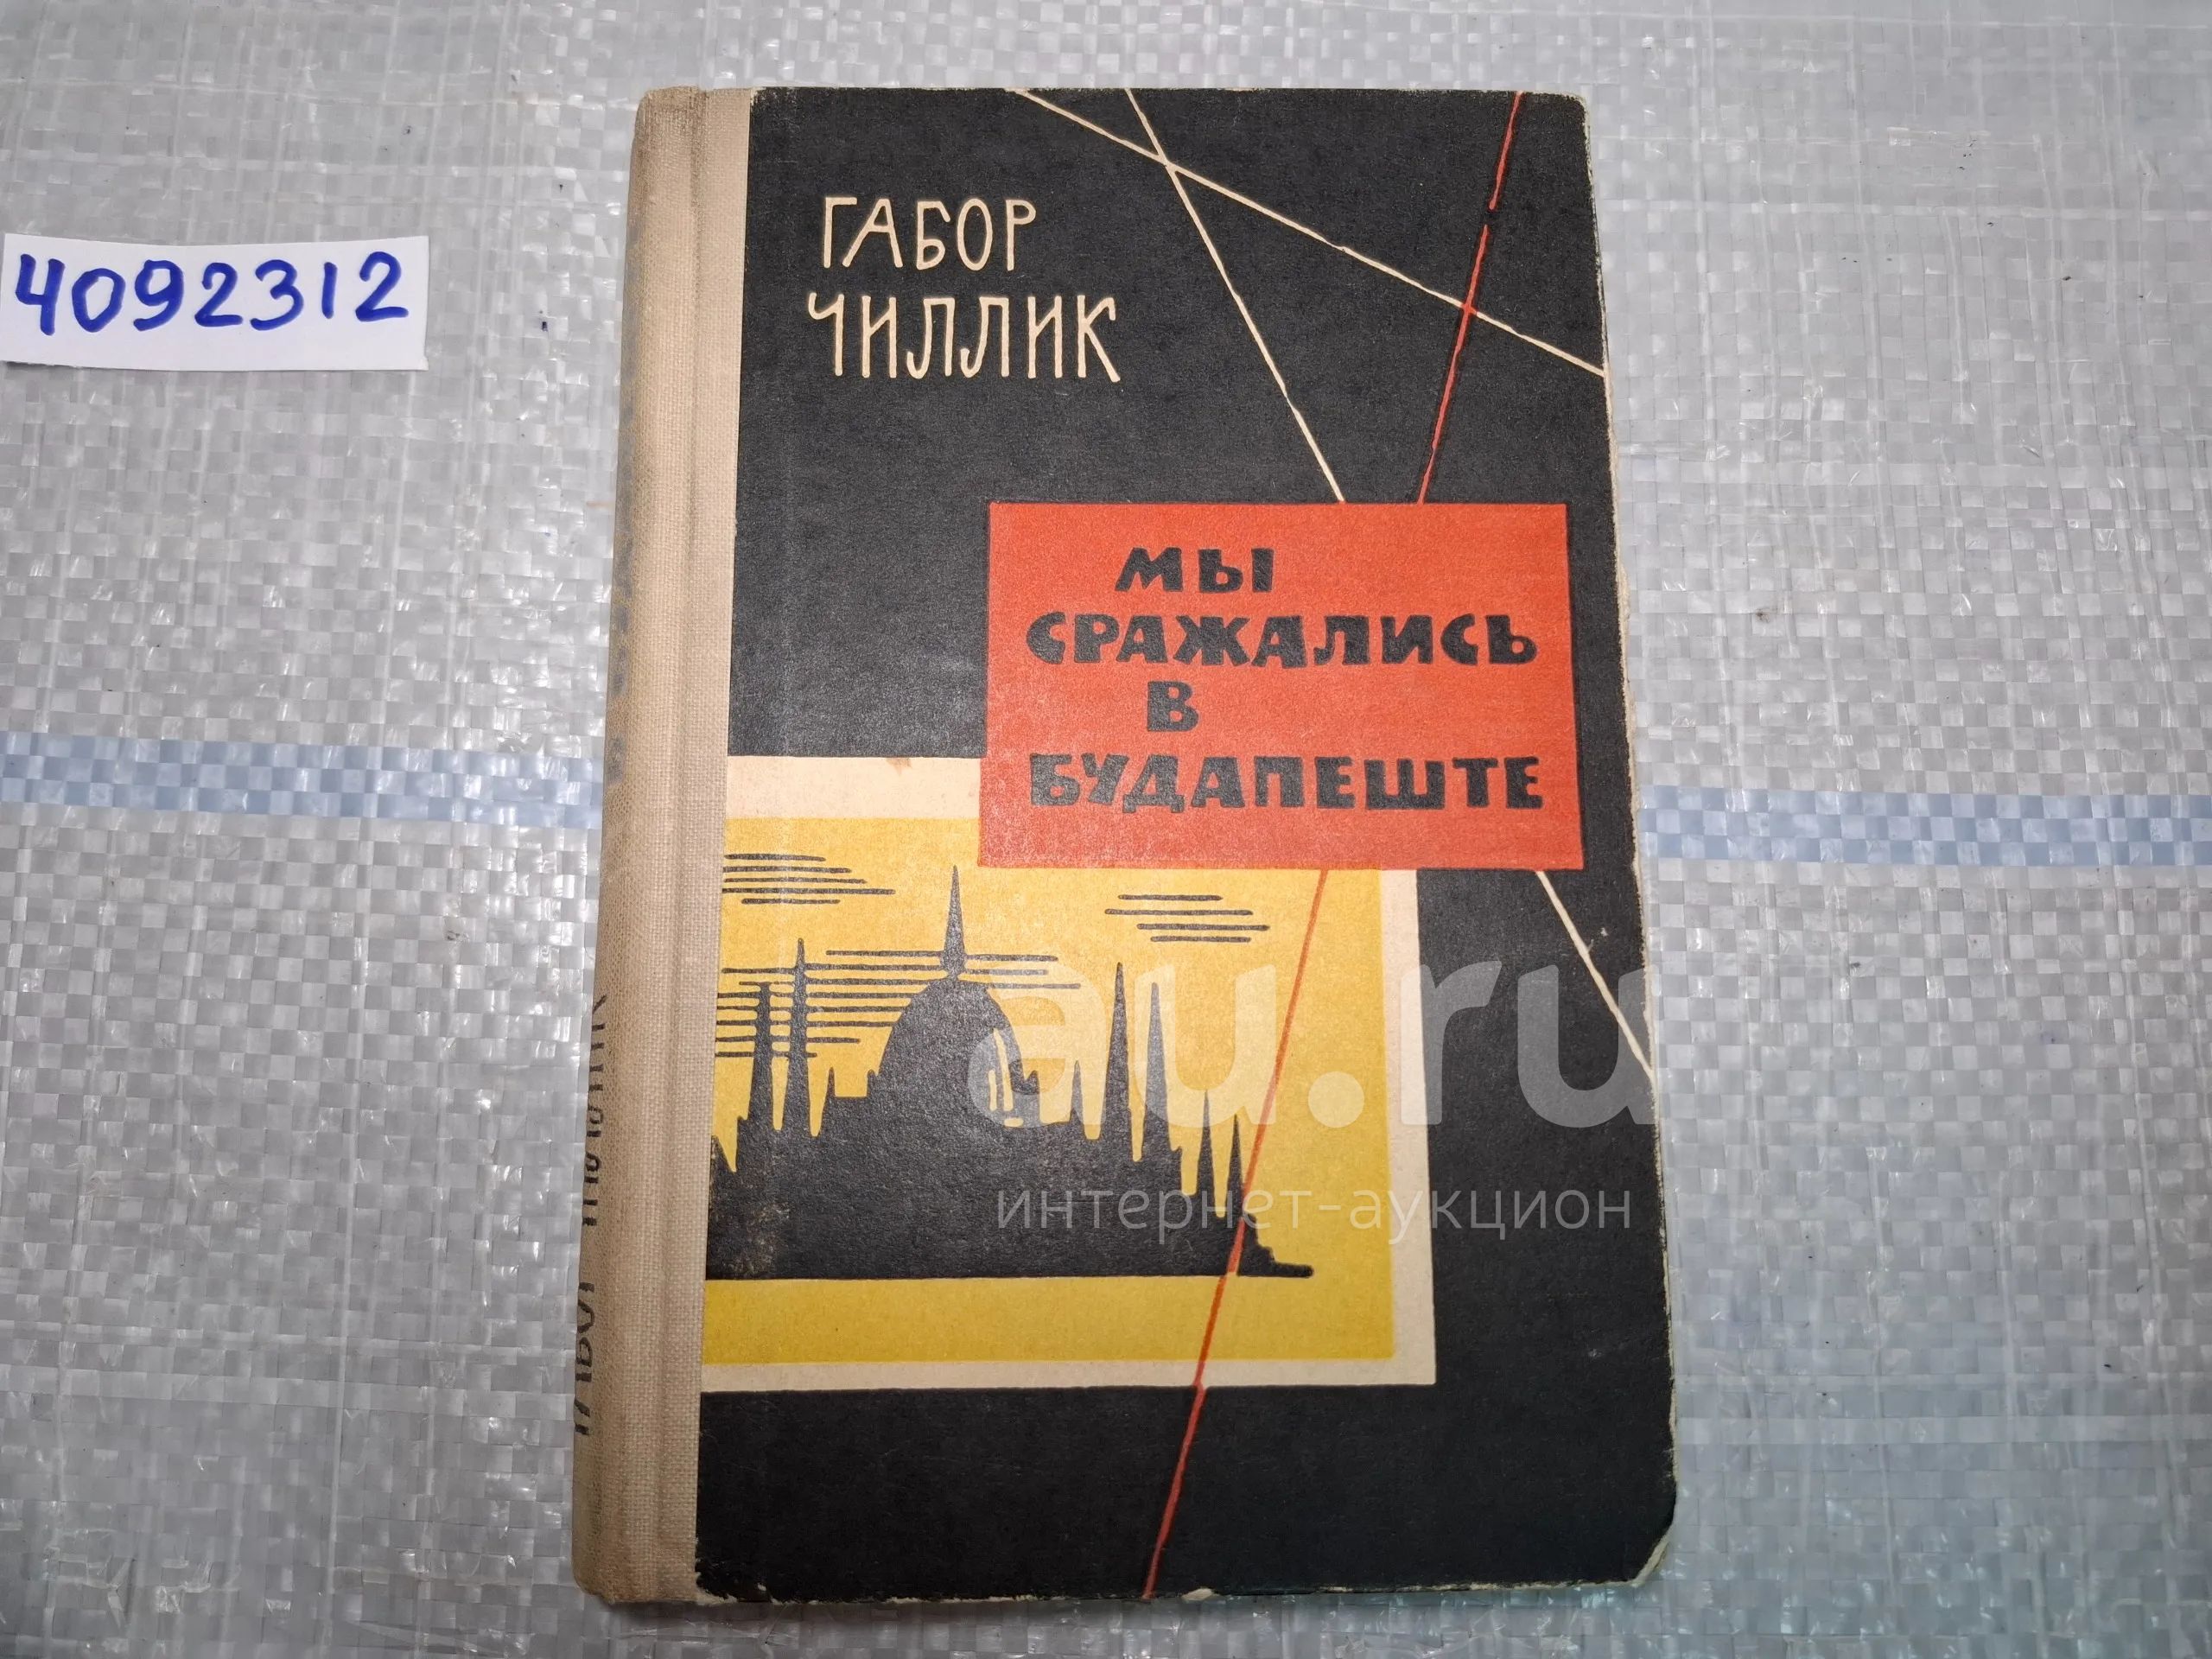 4092312
ГАБОР
ЧИЛЛИК
МЫ
СРАЖАЛИСЬ
В
БУДАПЕШТЕ
au.ru
интернет-аукцион